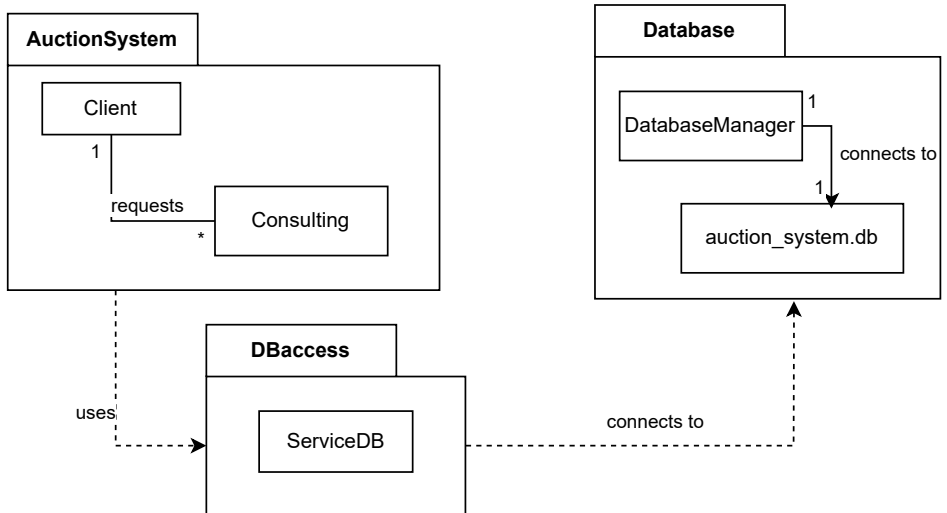 AuctionSystem
Client
1
requests
*
Consulting
Database
DatabaseManager
1
connects to
1
auction_system.db
uses
DBaccess
ServiceDB
connects to